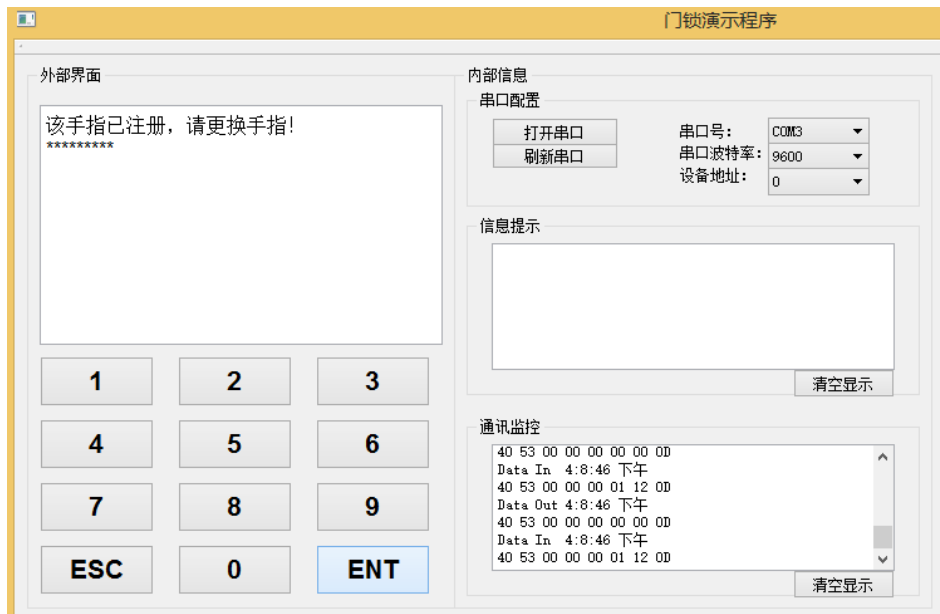 门锁演示程序
外部界面
该手指已注册，请更换手指！
*********
1 2 3
4 5 6
7 8 9
ESC 0 ENT
内部信息
串口配置
打开串口
刷新串口
串口号： COM3
串口波特率： 9600
设备地址： 0
信息提示
清空显示
通讯监控
40 53 00 00 00 00 00 0D
Data In 4:8:46 下午
40 53 00 00 00 01 12 0D
Data Out 4:8:46 下午
40 53 00 00 00 00 00 0D
Data In 4:8:46 下午
40 53 00 00 00 01 12 0D
清空显示